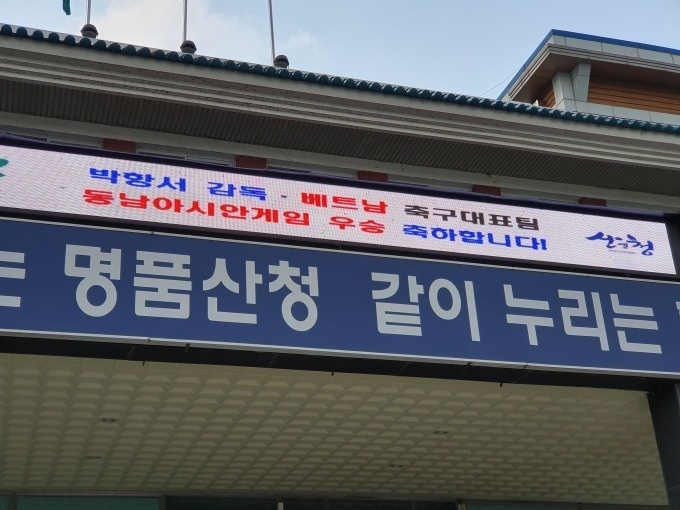 박항서 감독·베트남 축구대표팀
동남아시안게임 우승 축하합니다!
산청
는 명품산청 같이 누리는